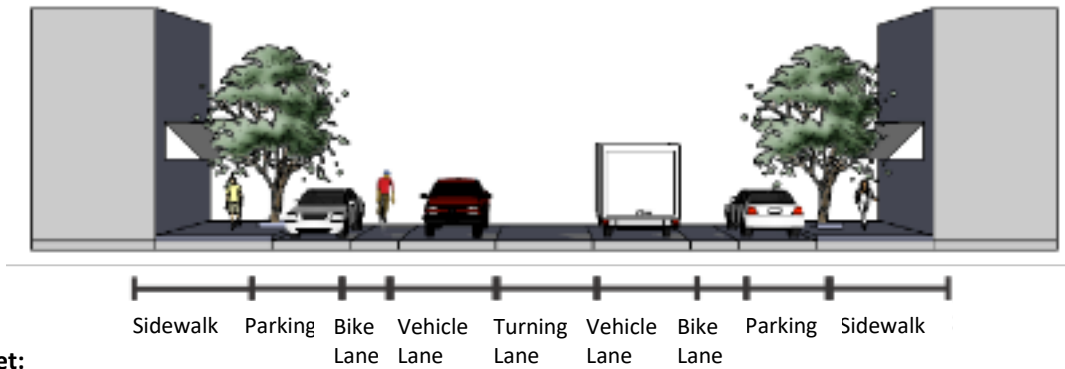 Sidewalk Parking Bike Vehicle Turning Vehicle Bike Parking Sidewalk
Lane Lane Lane Lane Lane
et: